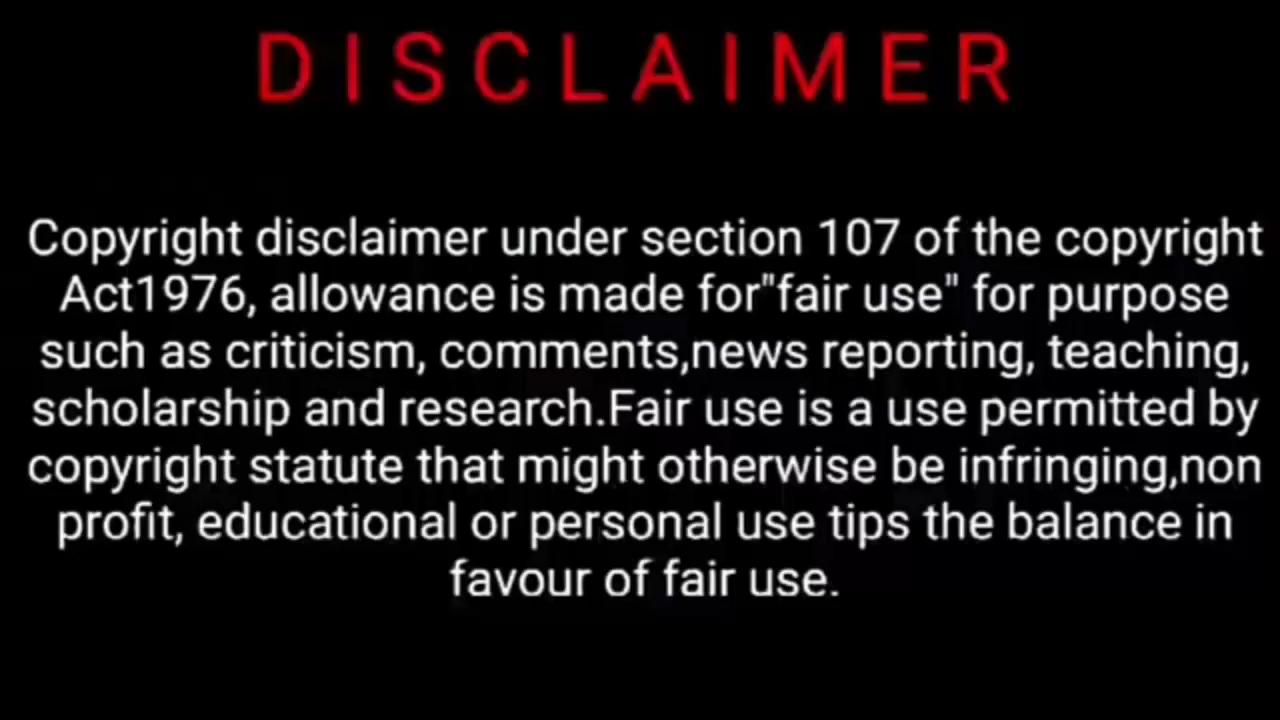 DISCLAIMER
Copyright disclaimer under section 107 of the copyright
Act1976, allowance is made for"fair use" for purpose
such as criticism, comments,news reporting, teaching,
scholarship and research.Fair use is a use permitted by
copyright statute that might otherwise be infringing,non
profit, educational or personal use tips the balance in
favour of fair use.